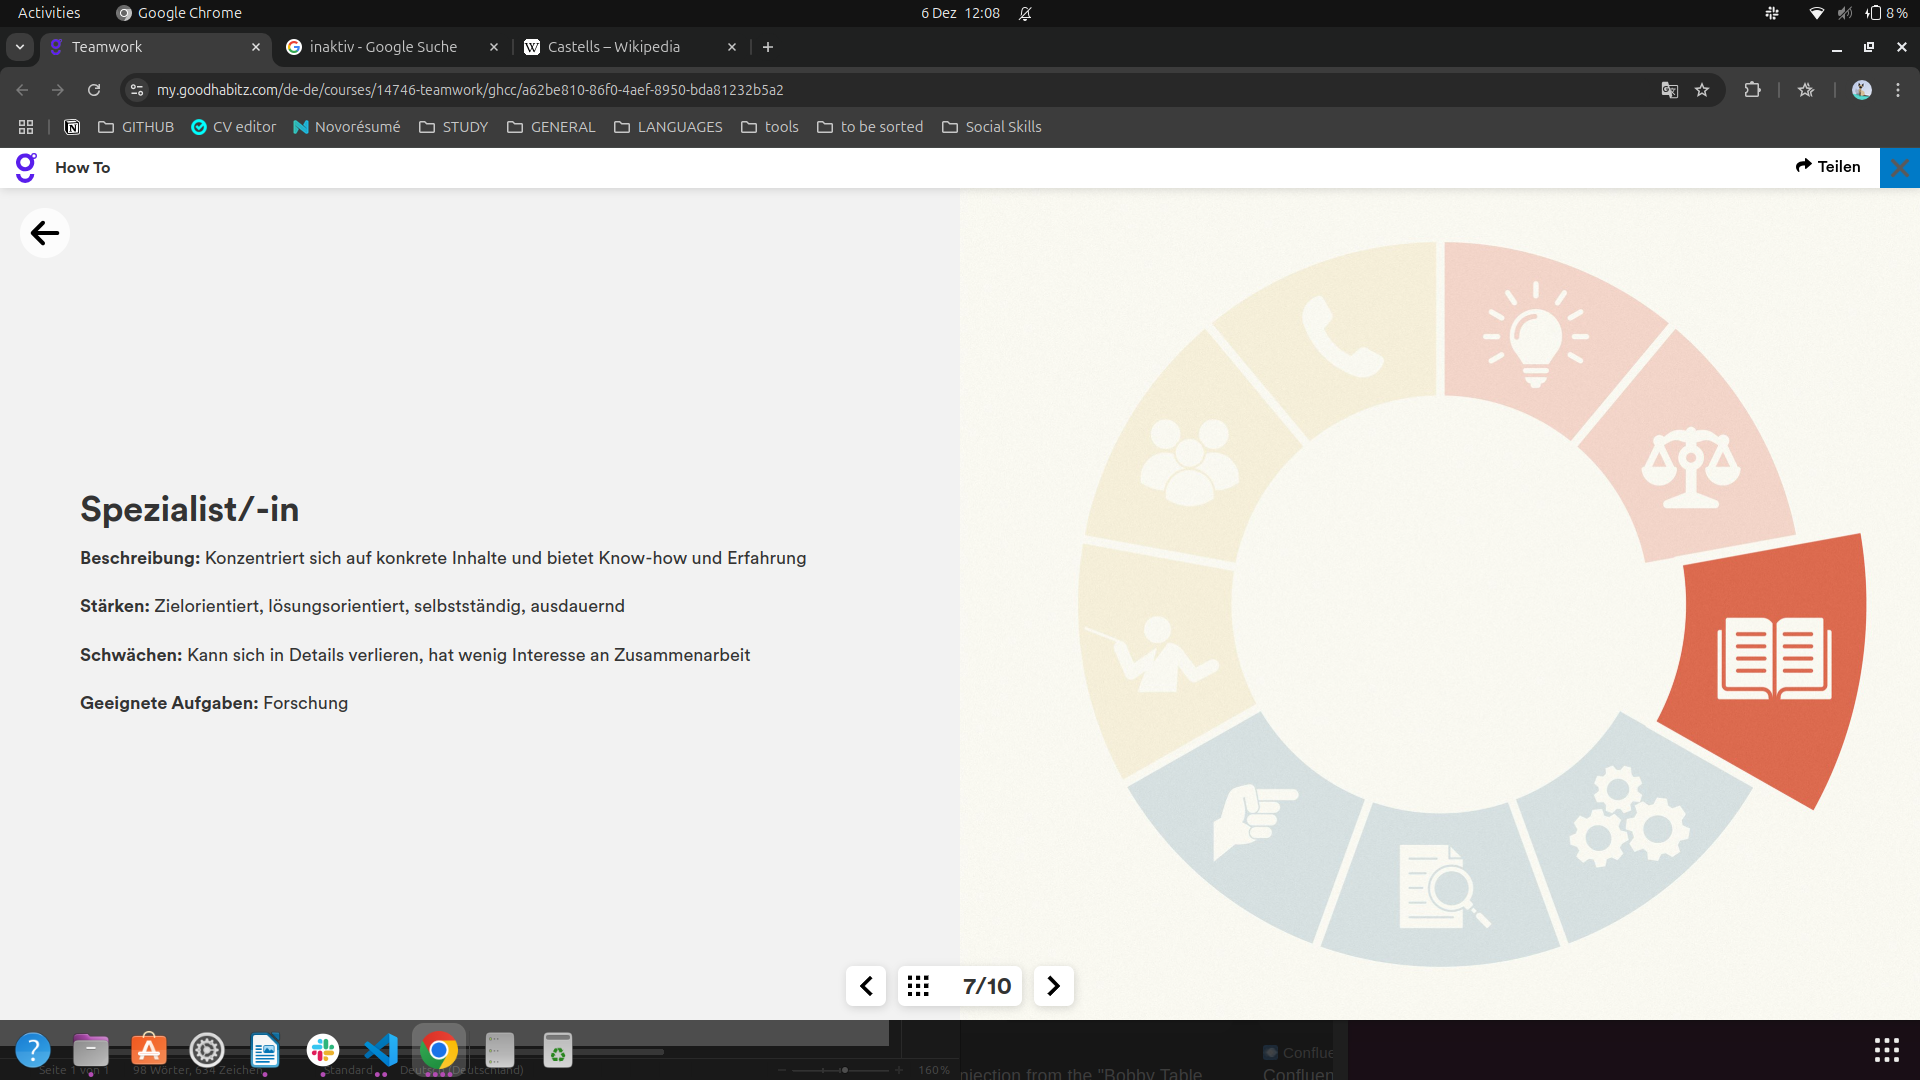 Activities
Google Chrome
6 Dez 12:08
8 %
Teamwork
inaktiv - Google Suche
Castells – Wikipedia
my.goodhabitz.com/de-de/courses/14746-teamwork/ghcc/a62be810-86f0-4aef-8950-bda81232b5a2
GITHUB
CV editor
Novorésumé
STUDY
GENERAL
LANGUAGES
tools
to be sorted
Social Skills
How To
Teilen
Spezialist/-in
Beschreibung: Konzentriert sich auf konkrete Inhalte und bietet Know-how und Erfahrung
Stärken: Zielorientiert, lösungsorientiert, selbstständig, ausdauernd
Schwächen: Kann sich in Details verlieren, hat wenig Interesse an Zusammenarbeit
Geeignete Aufgaben: Forschung
7/10
Seite 1 von 1
98 Wörter, 634 Zeichen
Standard
Deutsch (Deutschland)
160%
njection from the "Bobby Table
Conflue
Confluen